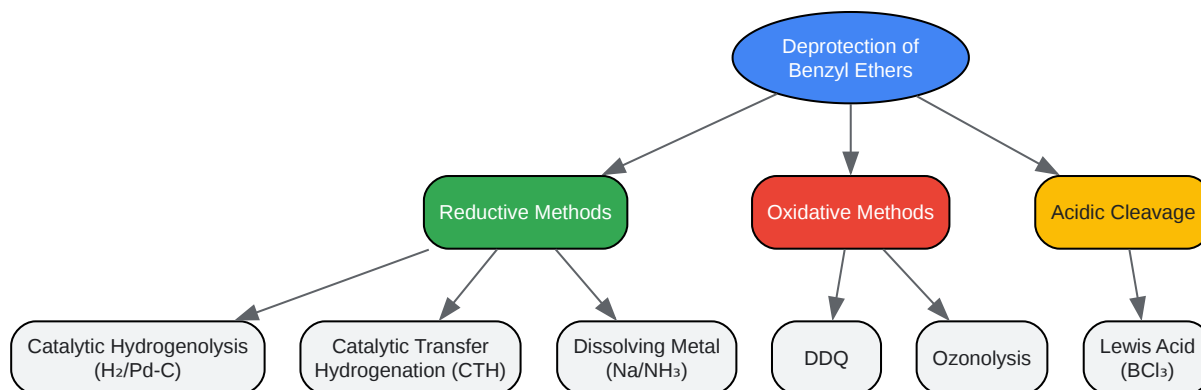 Deprotection of
Benzyl Ethers
Reductive Methods
Oxidative Methods
Acidic Cleavage
Catalytic Hydrogenolysis
(H₂/Pd-C)
Catalytic Transfer
Hydrogenation (CTH)
Dissolving Metal
(Na/NH₃)
DDQ
Ozonolysis
Lewis Acid
(BCl₃)